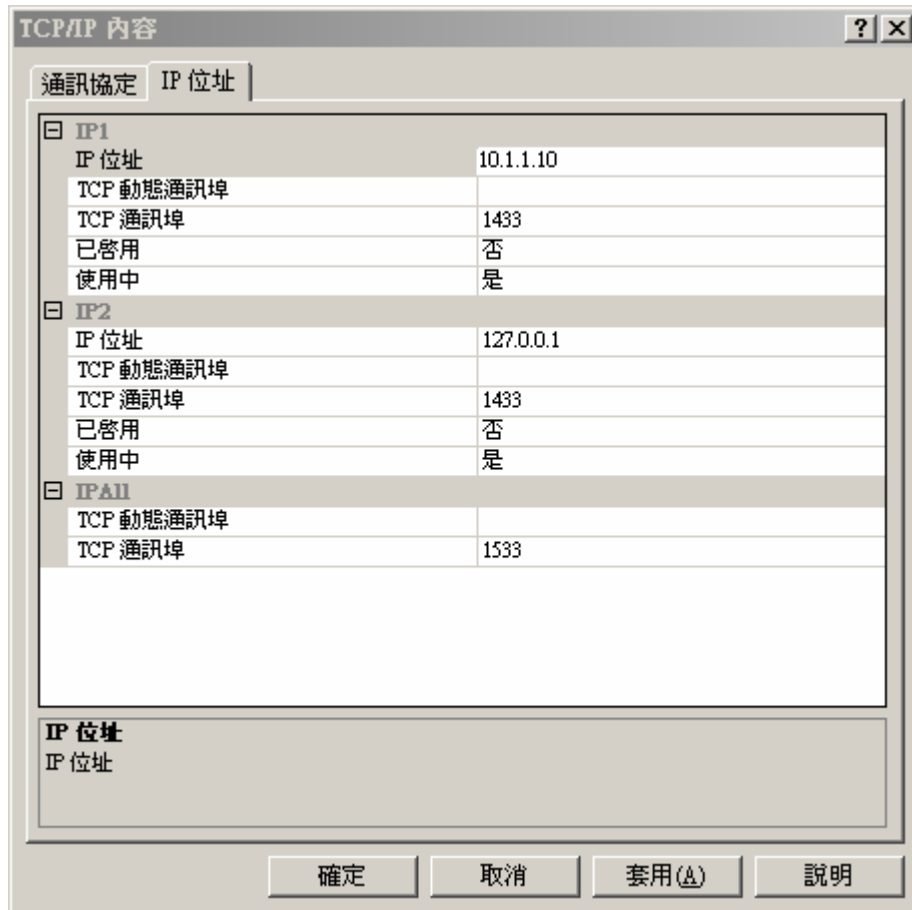 TCP/IP 內容
通訊協定 IP 位址
IP1
IP 位址 10.1.1.10
TCP 動態通訊埠
TCP 通訊埠 1433
已啓用 否
使用中 是
IP2
IP 位址 127.0.0.1
TCP 動態通訊埠
TCP 通訊埠 1433
已啓用 否
使用中 是
IPAll
TCP 動態通訊埠
TCP 通訊埠 1533
IP 位址
IP 位址
確定 取消 套用(A) 說明